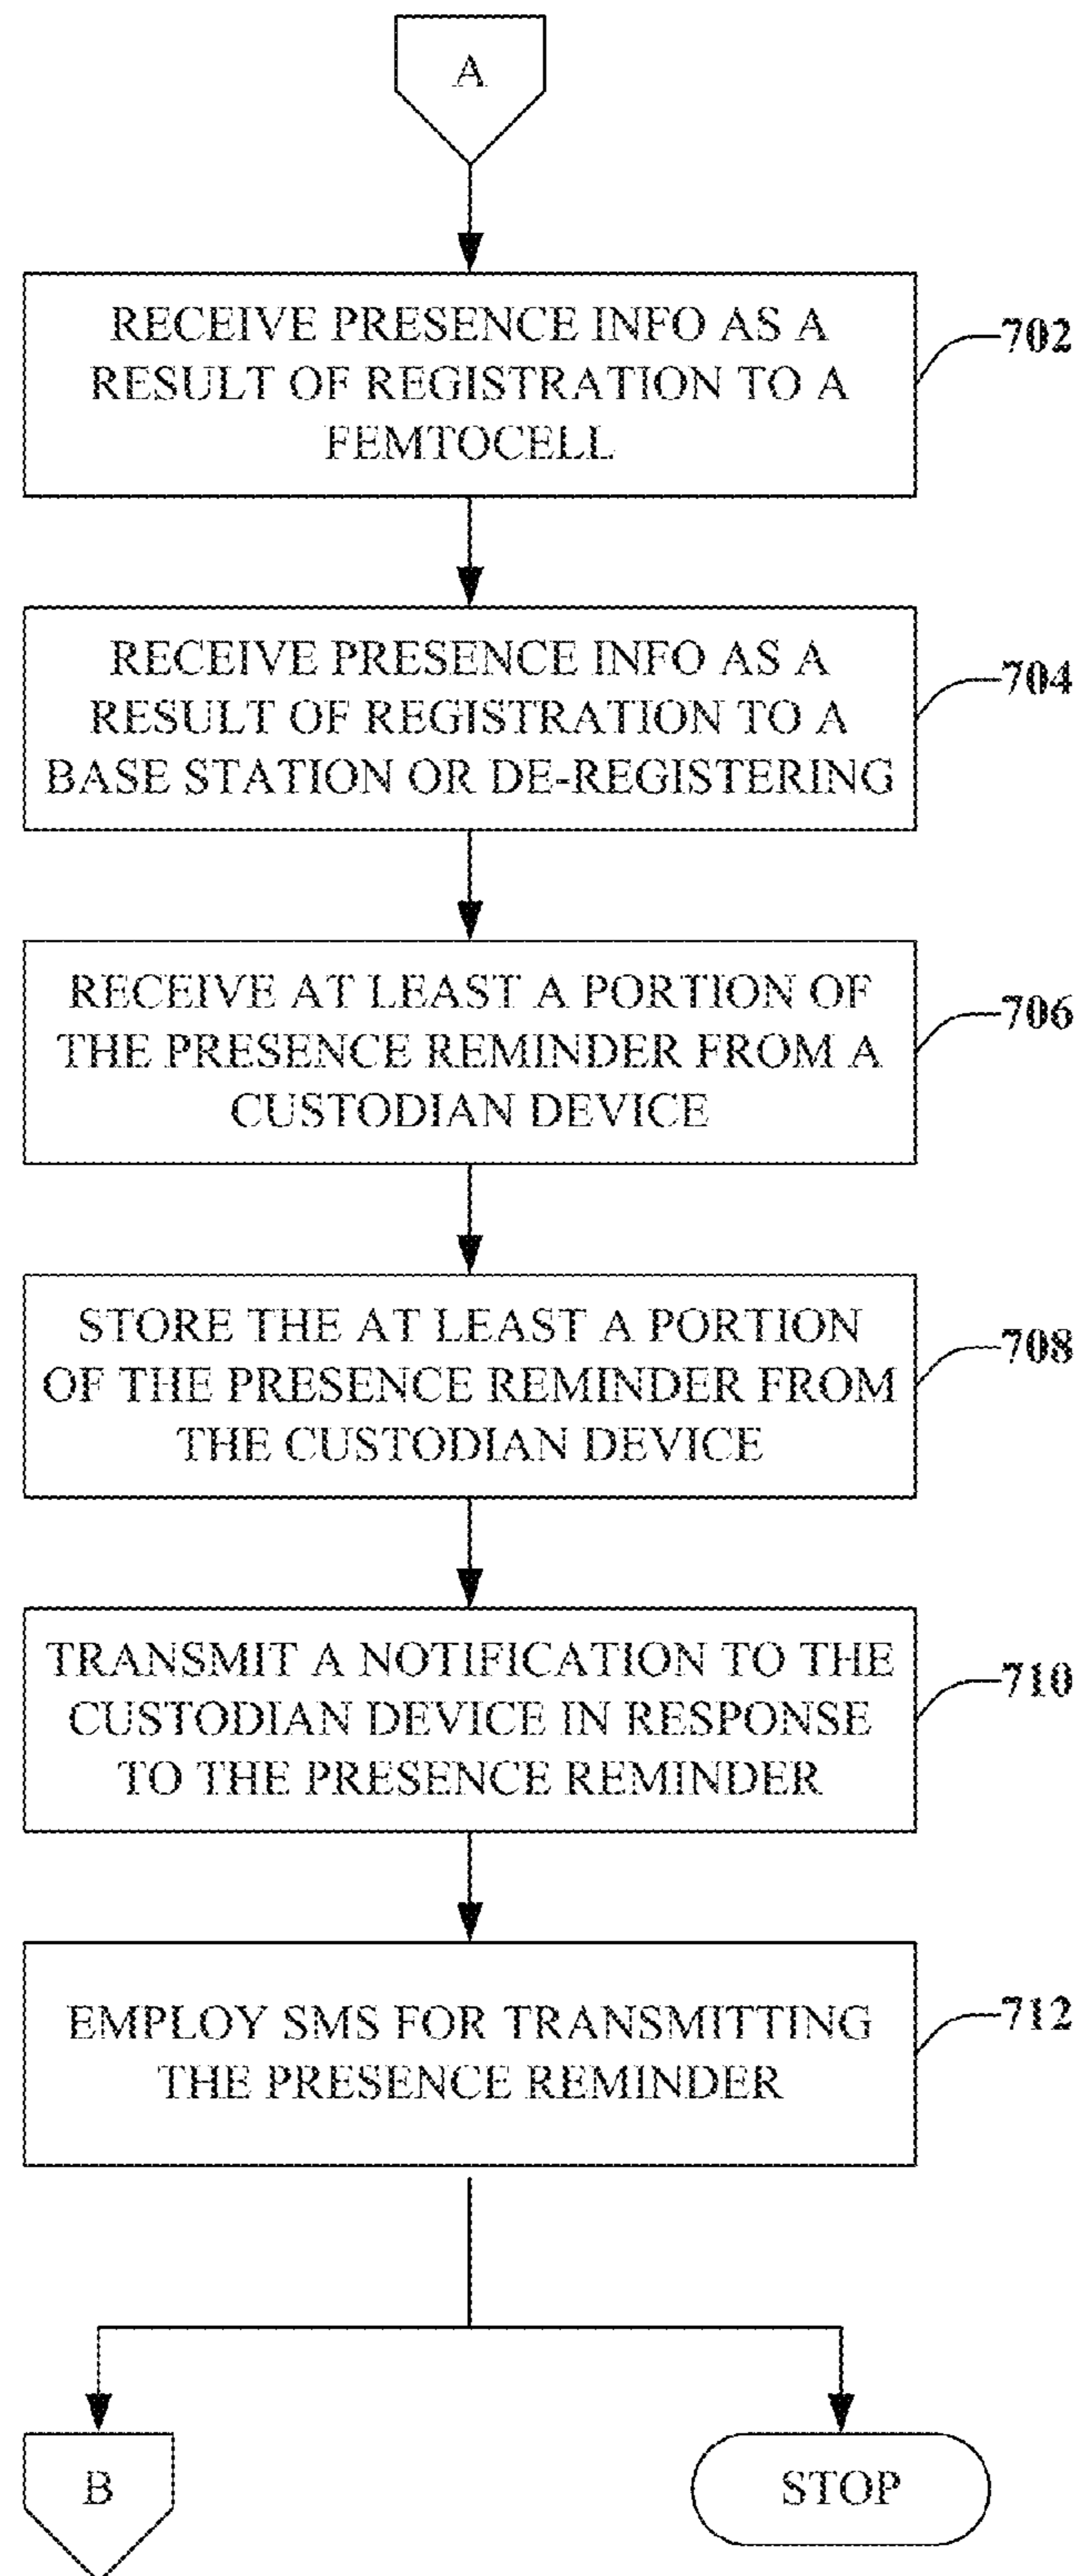 A
RECEIVE PRESENCE INFO AS A
RESULT OF REGISTRATION TO A
FEMTOCELL
702
RECEIVE PRESENCE INFO AS A
RESULT OF REGISTRATION TO A
BASE STATION OR DE-REGISTERING
704
RECEIVE AT LEAST A PORTION OF
THE PRESENCE REMINDER FROM A
CUSTODIAN DEVICE
706
STORE THE AT LEAST A PORTION
OF THE PRESENCE REMINDER FROM
THE CUSTODIAN DEVICE
708
TRANSMIT A NOTIFICATION TO THE
CUSTODIAN DEVICE IN RESPONSE
TO THE PRESENCE REMINDER
710
EMPLOY SMS FOR TRANSMITTING
THE PRESENCE REMINDER
712
B
STOP